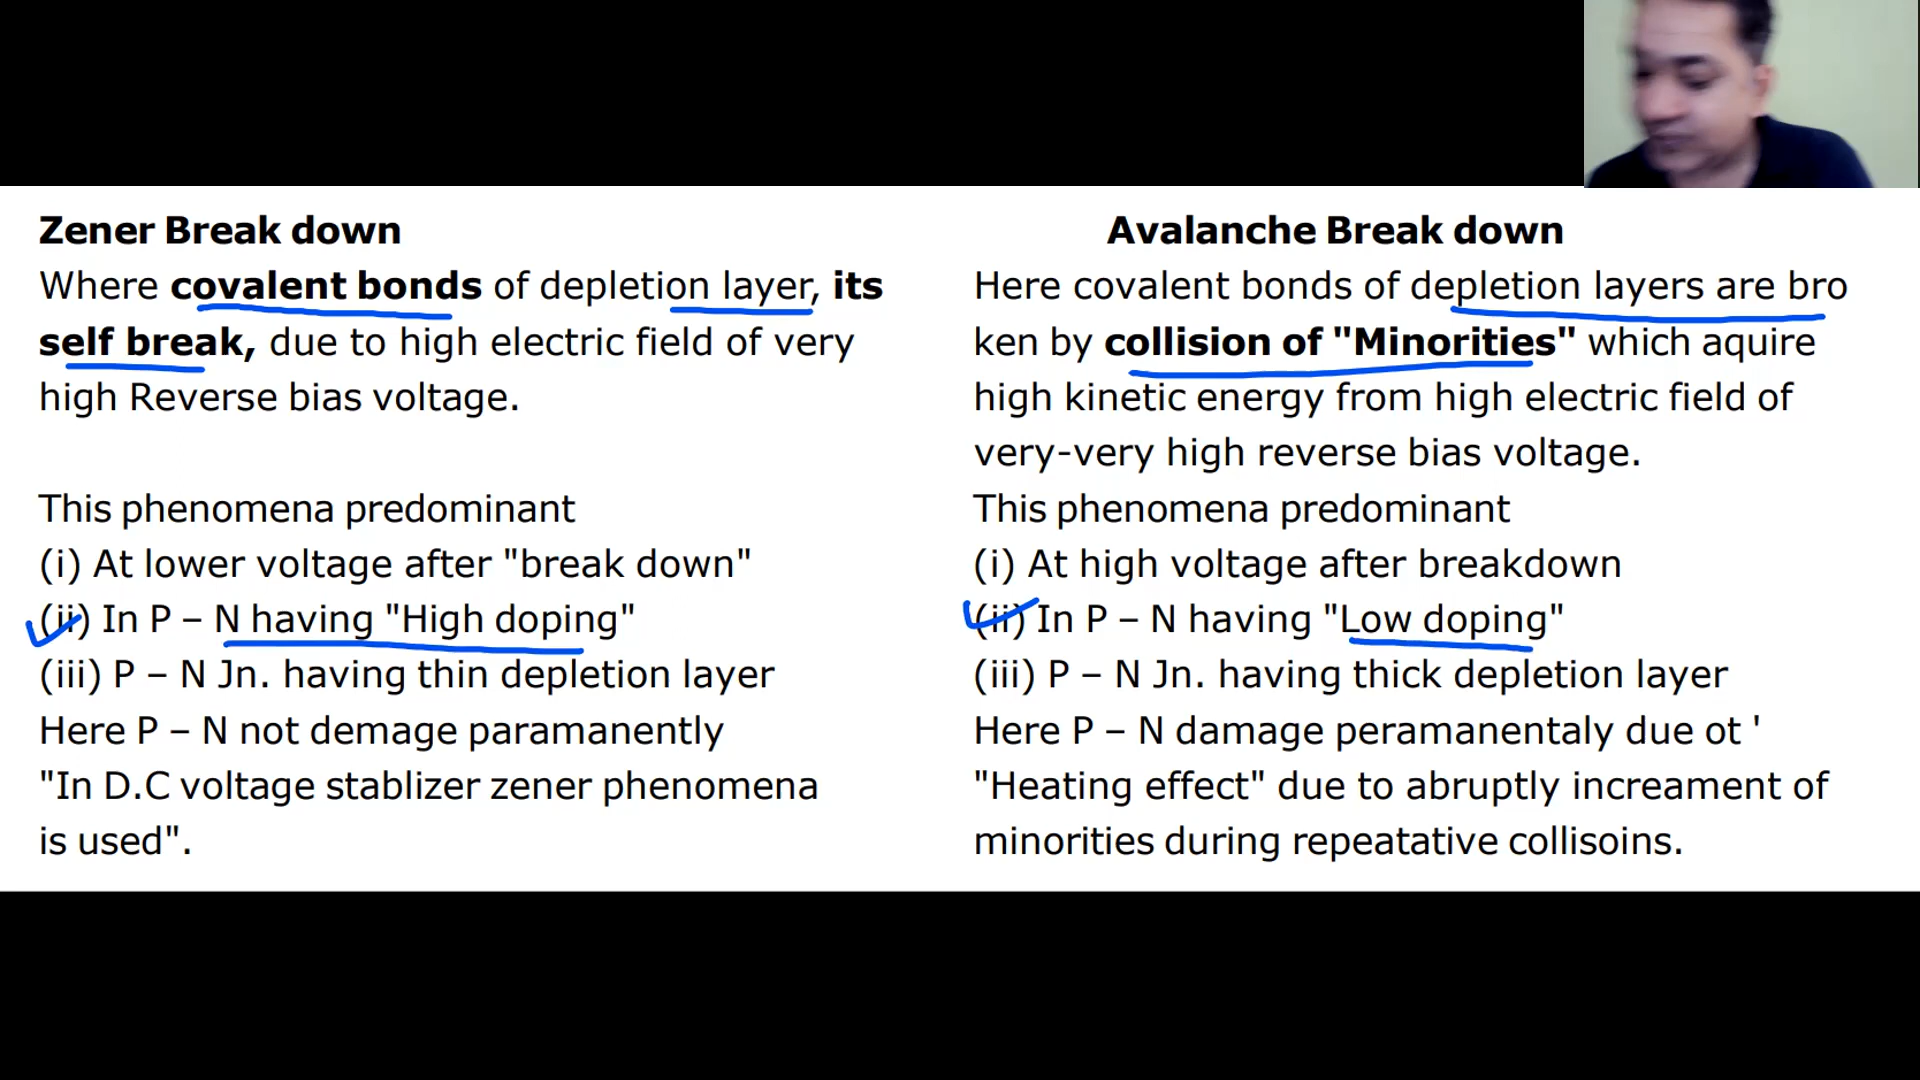 Zener Break down
Where covalent bonds of depletion layer, its
self break, due to high electric field of very
high Reverse bias voltage.
This phenomena predominant
(i) At lower voltage after "break down"
(ii) In P – N having "High doping"
(iii) P – N Jn. having thin depletion layer
Here P – N not demage paramanently
"In D.C voltage stablizer zener phenomena
is used".
Avalanche Break down
Here covalent bonds of depletion layers are bro
ken by collision of "Minorities" which aquire
high kinetic energy from high electric field of
very-very high reverse bias voltage.
This phenomena predominant
(i) At high voltage after breakdown
(ii) In P – N having "Low doping"
(iii) P – N Jn. having thick depletion layer
Here P – N damage peramanentaly due ot '
"Heating effect" due to abruptly increament of
minorities during repeatative collisoins.